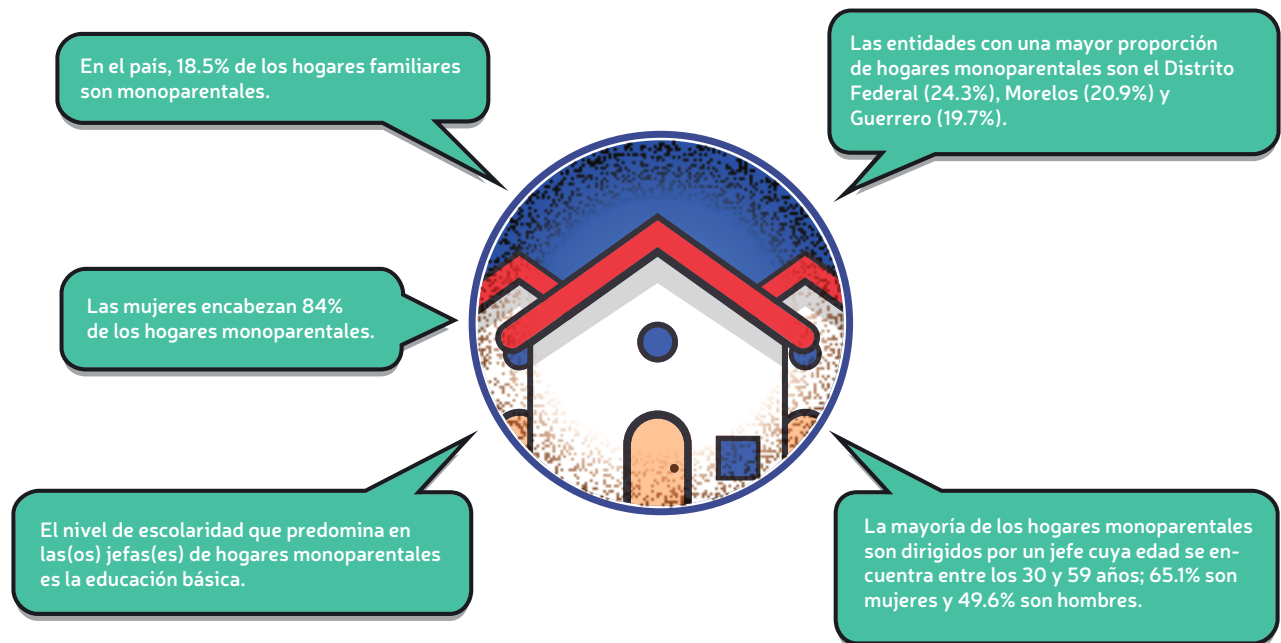 En el país, 18.5% de los hogares familiares
son monoparentales.
Las entidades con una mayor proporción
de hogares monoparentales son el Distrito
Federal (24.3%), Morelos (20.9%) y
Guerrero (19.7%).
Las mujeres encabezan 84%
de los hogares monoparentales.
El nivel de escolaridad que predomina en
las(os) jefas(es) de hogares monoparentales
es la educación básica.
La mayoría de los hogares monoparentales
son dirigidos por un jefe cuya edad se en-
cuentra entre los 30 y 59 años; 65.1% son
mujeres y 49.6% son hombres.